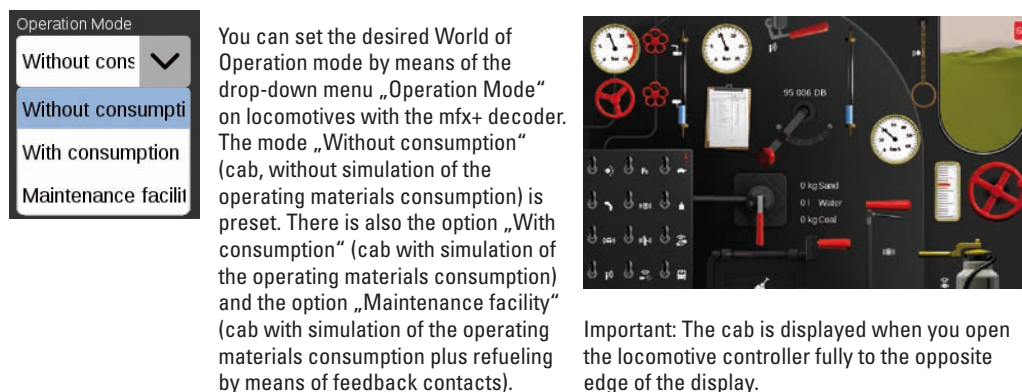 Operation Mode
Without cons
Without consumpti
With consumption
Maintenance facilit
You can set the desired World of
Operation mode by means of the
drop-down menu „Operation Mode“
on locomotives with the mfx+ decoder.
The mode „Without consumption“
(cab, without simulation of the
operating materials consumption) is
preset. There is also the option „With
consumption“ (cab with simulation of
the operating materials consumption)
and the option „Maintenance facility“
(cab with simulation of the operating
materials consumption plus refueling
by means of feedback contacts).
95 006 DB
0 kg Sand
0 l Water
0 kg Coal
Important: The cab is displayed when you open
the locomotive controller fully to the opposite
edge of the display.